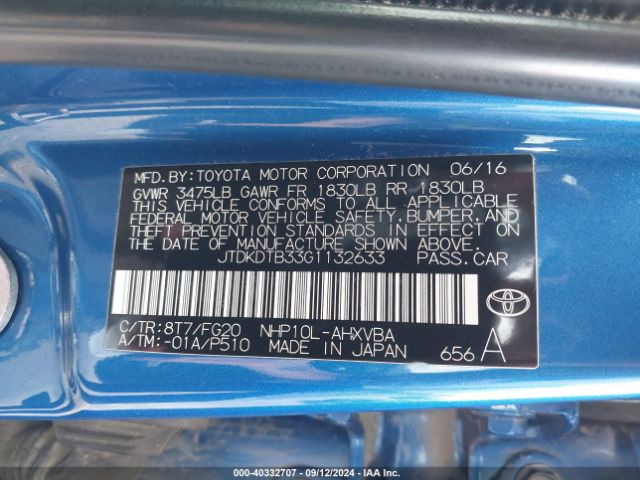 MFD.BY:TOYOTA MOTOR CORPORATION 06/16
GVWR 3475LB GAWR FR 1830LB RR 1830LB
THIS VEHICLE CONFORMS TO ALL APPLICABLE
FEDERAL MOTOR VEHICLE SAFETY,BUMPER,AND
THEFT PREVENTION STANDARDS IN EFFECT ON
THE DATE OF MANUFACTURE SHOWN ABOVE.
JTDKDTB33G1132633 PASS.CAR
C/TR:8T7/FG20 NHP10L-AHXVBA
A/TM:-01A/P510 MADE IN JAPAN 656 A
000-40332707 - 09/12/2024 - IAA Inc.